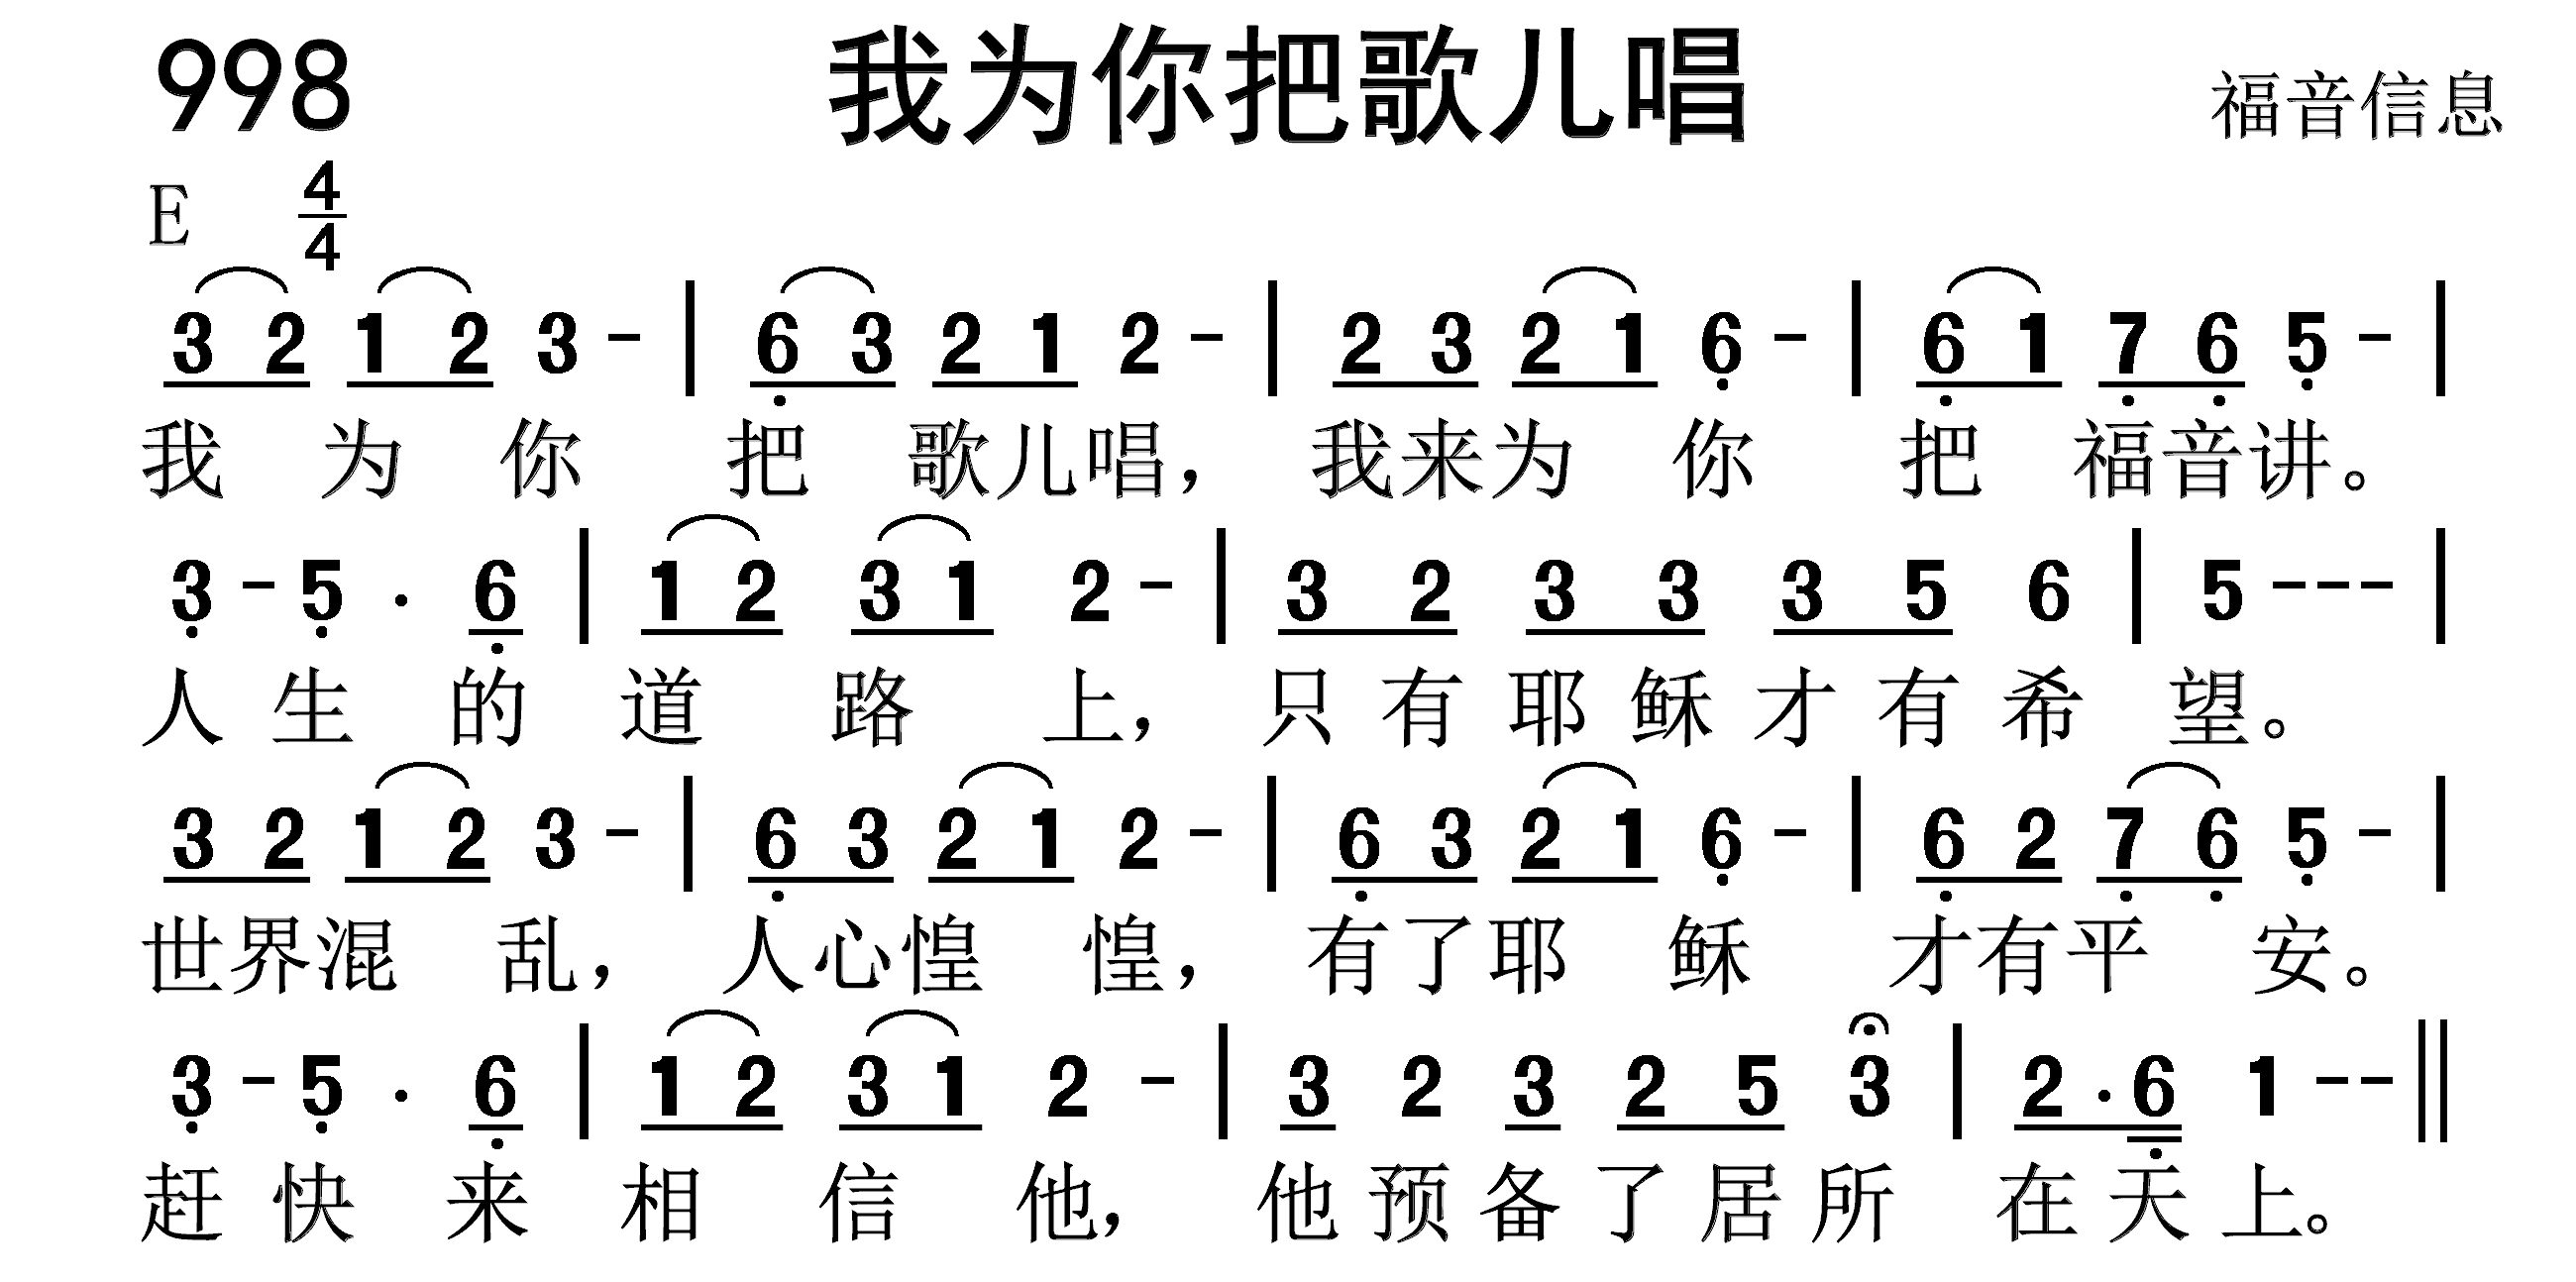 998 我为你把歌儿唱 福音信息
E 4/4
3 2 1 2 3 - | 6 3 2 1 2 - | 2 3 2 1 6 - | 6 1 7 6 5 - |
我 为 你 把 歌儿唱，我来为 你 把 福音讲。
3 - 5 · 6 | 1 2 3 1 2 - | 3 2 3 3 3 5 6 | 5 - - - |
人 生 的 道 路 上，只 有 耶 稣 才 有 希 望。
3 2 1 2 3 - | 6 3 2 1 2 - | 6 3 2 1 6 - | 6 2 7 6 5 - |
世界混 乱，人心惶 惶，有了耶 稣 才有平 安。
3 - 5 · 6 | 1 2 3 1 2 - | 3 2 3 2 5 3 | 2 · 6 1 - - ‖
赶 快 来 相 信 他，他 预 备 了 居 所 在 天 上。